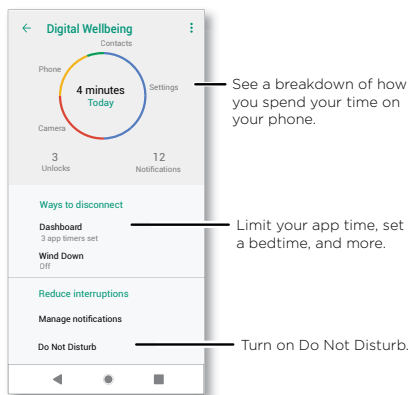 Digital Wellbeing
Contacts
Phone
4 minutes
Today
Settings
Camera
3
Unlocks
12
Notifications
See a breakdown of how
you spend your time on
your phone.
Ways to disconnect
Dashboard
3 app timers set
Wind Down
Off
Limit your app time, set
a bedtime, and more.
Reduce interruptions
Manage notifications
Do Not Disturb
Turn on Do Not Disturb.